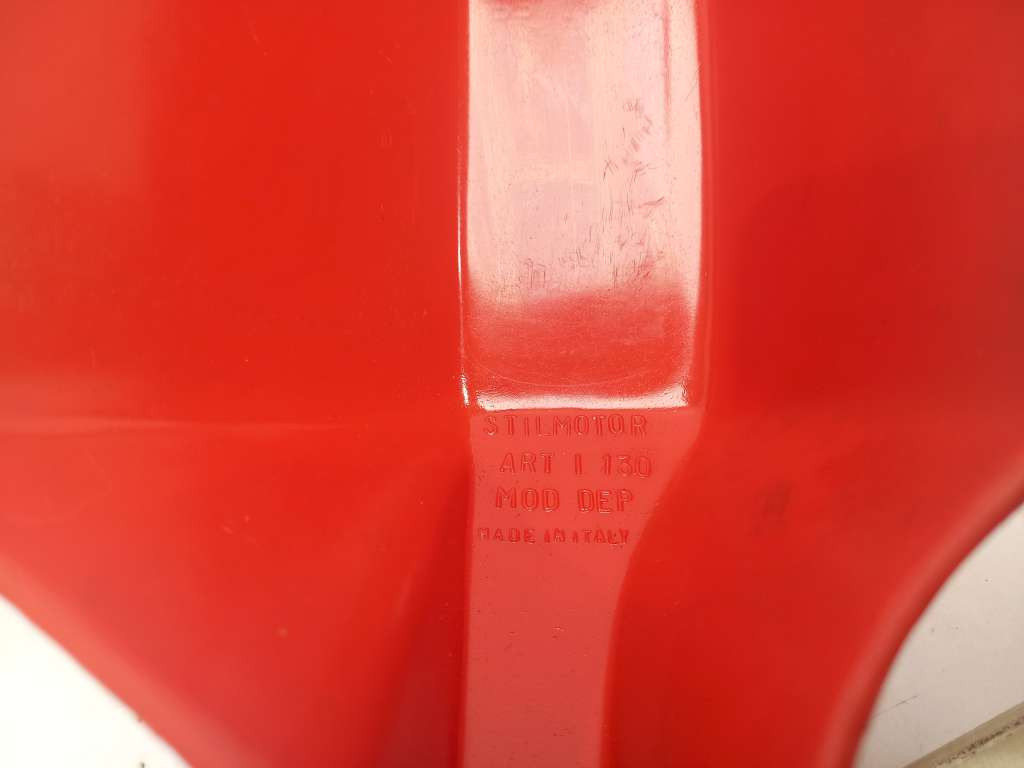 STILMOTOR
ART I 130
MOD DEP
MADE IN ITALY